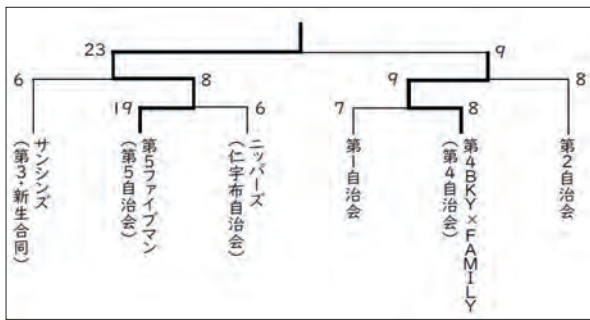 23
9
6
8
9
8
19
6
7
8
サンシンズ
(第3・新生合同)
第5ファイブマン
(第5自治会)
ニッパーズ
(仁宇布自治会)
第1自治会
第4BKY×FAMILY
(第4自治会)
第2自治会